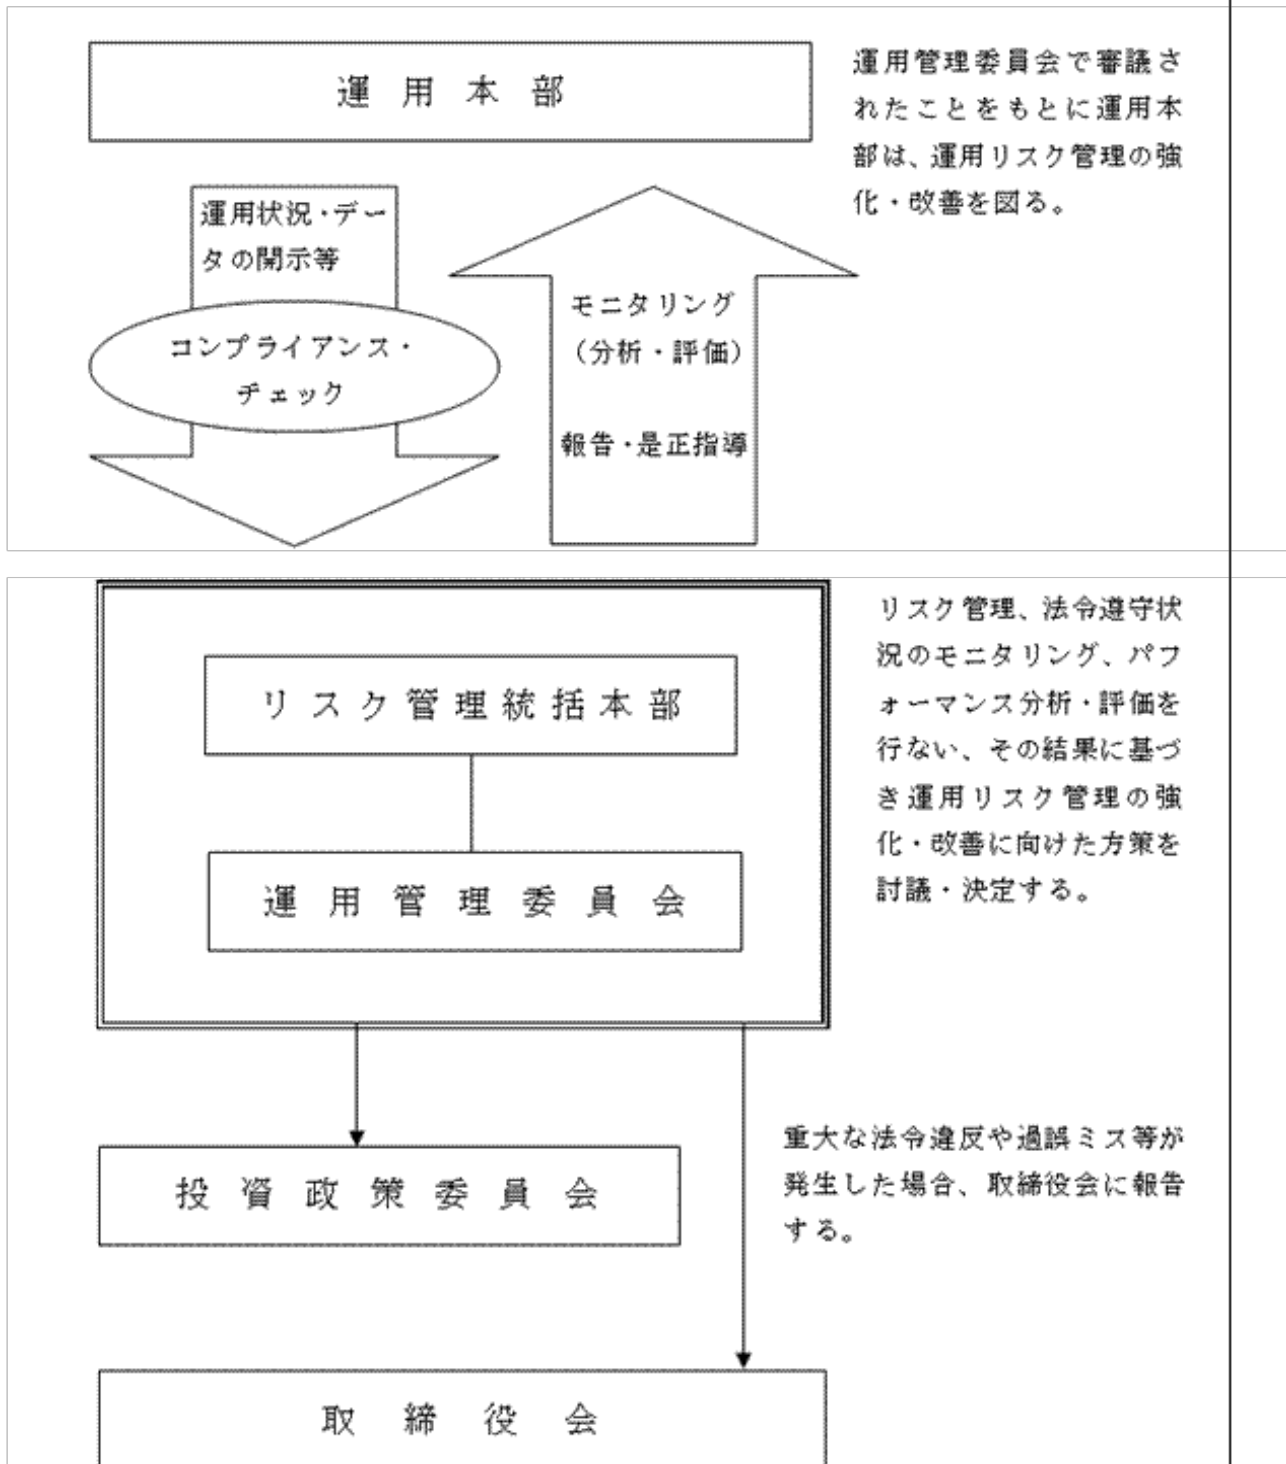 運用本部
運用管理委員会で審議さ
れたことをもとに運用本
部は、運用リスク管理の強
化・改善を図る。
運用状況・デー
タの開示等
コンプライアンス・
チェック
モニタリング
（分析・評価）
報告・是正指導
リスク管理統括本部
運用管理委員会
リスク管理、法令遵守状
況のモニタリング、パフ
ォーマンス分析・評価を
行ない、その結果に基づ
き運用リスク管理の強
化・改善に向けた方策を
討議・決定する。
投資政策委員会
重大な法令違反や過誤ミス等が
発生した場合、取締役会に報告
する。
取締役会